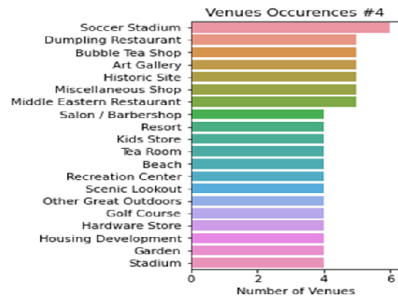 Venues Occurences #4
Soccer Stadium
Dumpling Restaurant
Bubble Tea Shop
Art Gallery
Historic Site
Miscellaneous Shop
Middle Eastern Restaurant
Salon / Barbershop
Resort
Kids Store
Tea Room
Beach
Recreation Center
Scenic Lookout
Other Great Outdoors
Golf Course
Hardware Store
Housing Development
Garden
Stadium
0 2 4 6
Number of Venues